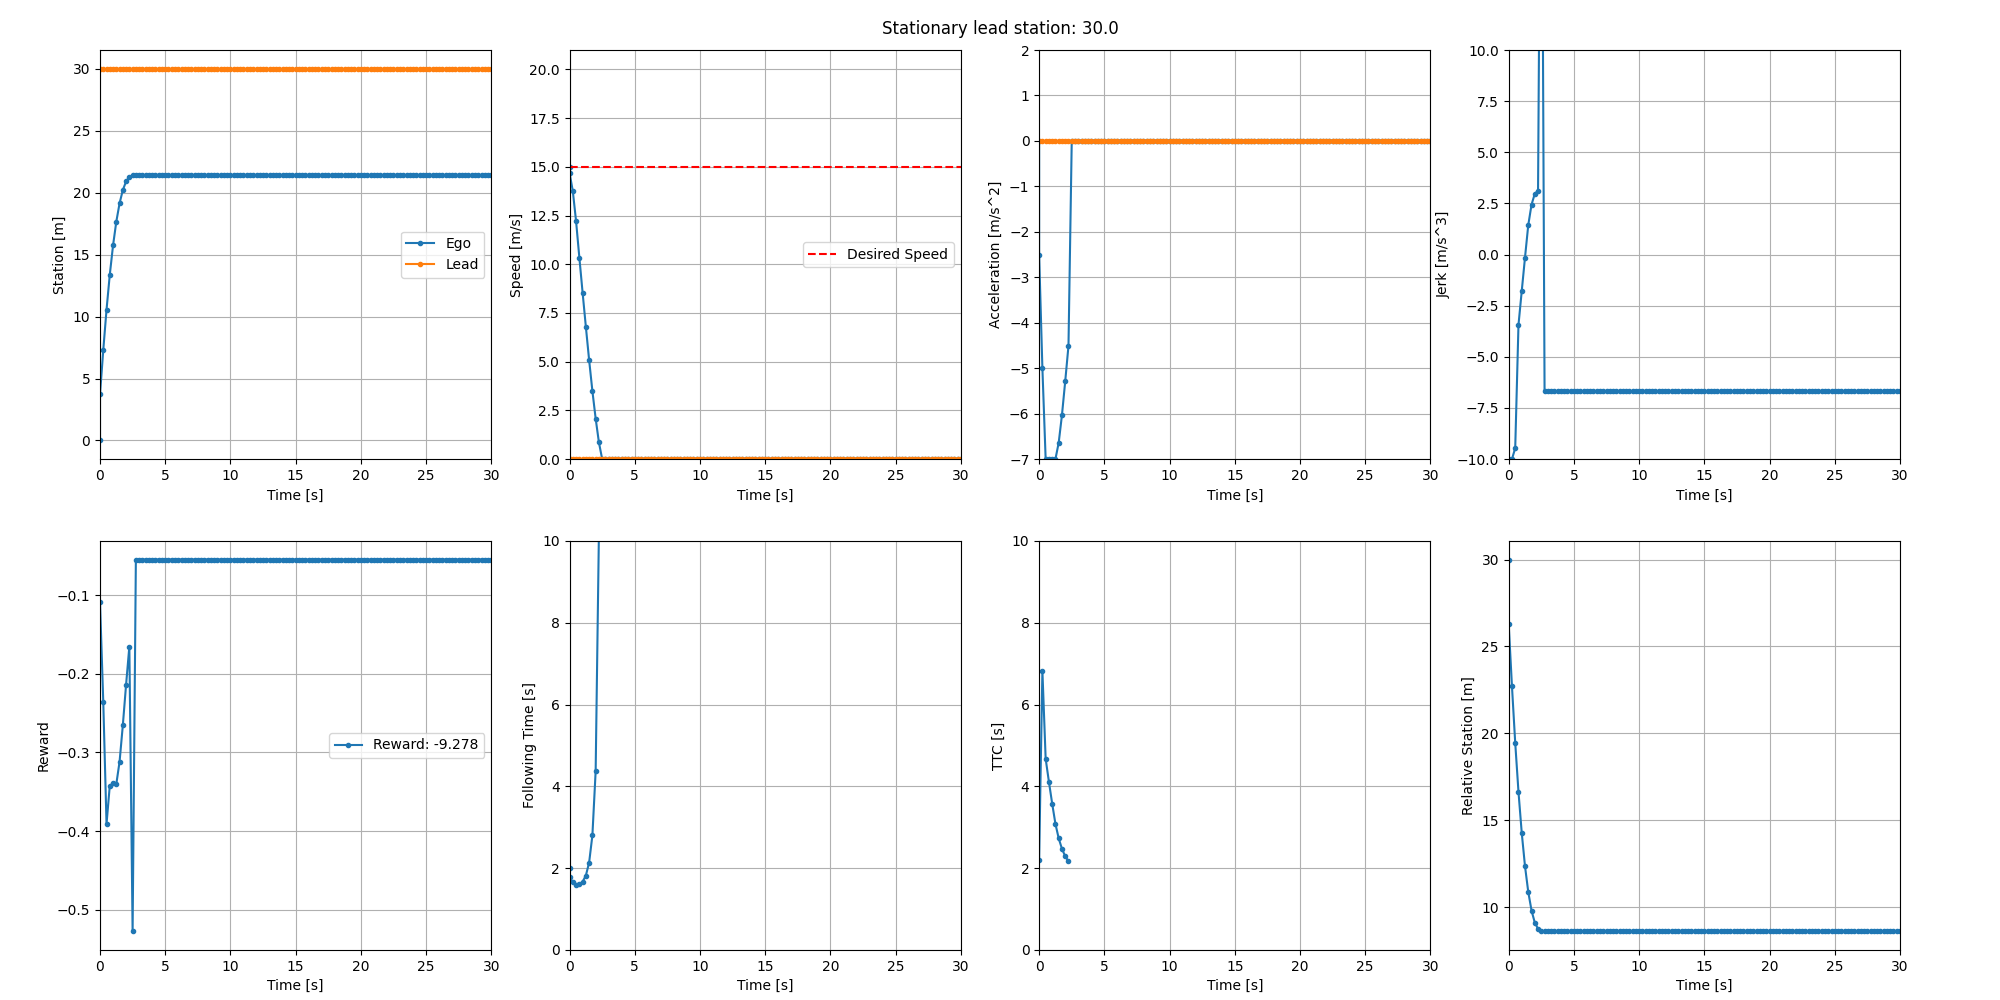 Stationary lead station: 30.0
30
25
20
15
10
5
0
Station [m]
Ego
Lead
0 5 10 15 20 25 30
Time [s]
20.0
17.5
15.0
12.5
10.0
7.5
5.0
2.5
0.0
Speed [m/s]
Desired Speed
0 5 10 15 20 25 30
Time [s]
2
1
0
−1
−2
−3
−4
−5
−6
−7
Acceleration [m/s^2]
0 5 10 15 20 25 30
Time [s]
10.0
7.5
5.0
2.5
0.0
−2.5
−5.0
−7.5
−10.0
Jerk [m/s^3]
0 5 10 15 20 25 30
Time [s]
−0.1
−0.2
−0.3
−0.4
−0.5
Reward
Reward: -9.278
0 5 10 15 20 25 30
Time [s]
10
8
6
4
2
0
Following Time [s]
0 5 10 15 20 25 30
Time [s]
10
8
6
4
2
0
TTC [s]
0 5 10 15 20 25 30
Time [s]
30
25
20
15
10
Relative Station [m]
0 5 10 15 20 25 30
Time [s]